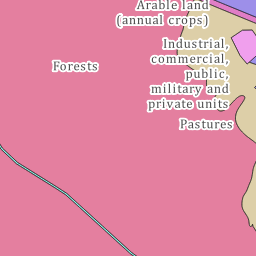 Arable land
(annual crops)
Industrial,
commercial,
public,
military and
private units
Forests
Pastures